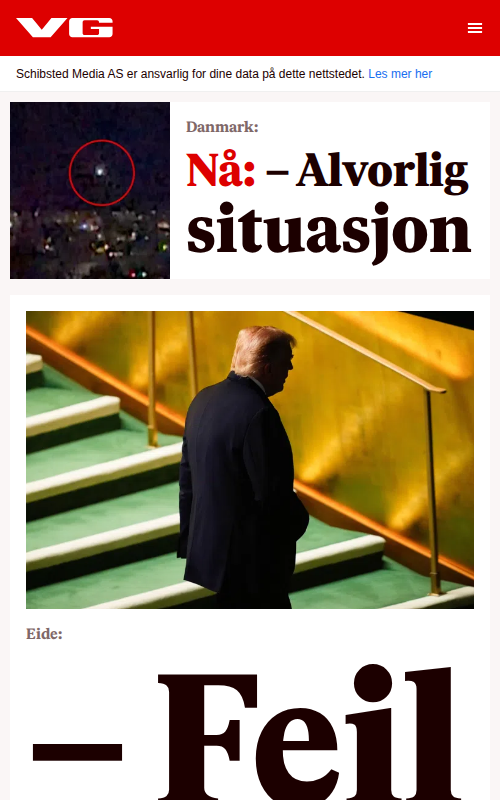 VG
Schibsted Media AS er ansvarlig for dine data på dette nettstedet. Les mer her
Danmark:
Nå: – Alvorlig
situasjon
Eide:
– Feil